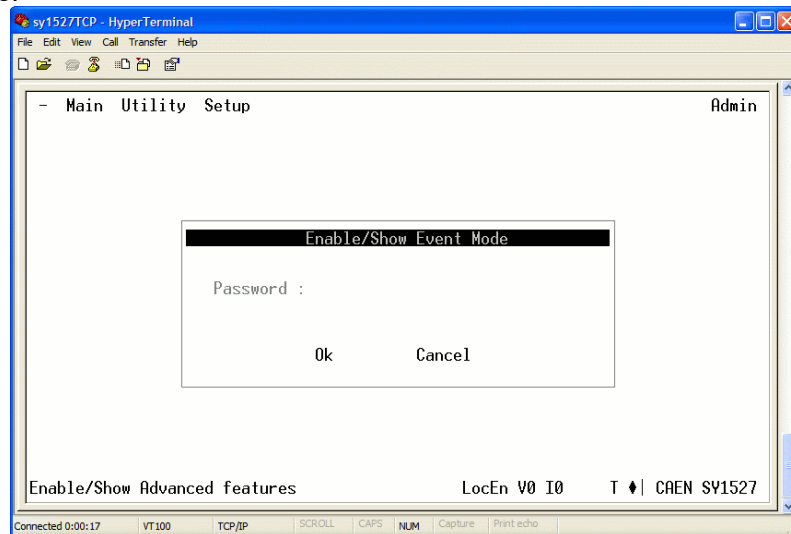 sy1527TCP - HyperTerminal
File Edit View Call Transfer Help
- Main Utility Setup Admin
Enable/Show Event Mode
Password :
Ok Cancel
Enable/Show Advanced features LocEn V0 I0 T ♦| CAEN SY1527
Connected 0:00:17 VT100 TCP/IP SCROLL CAPS NUM Capture Print echo